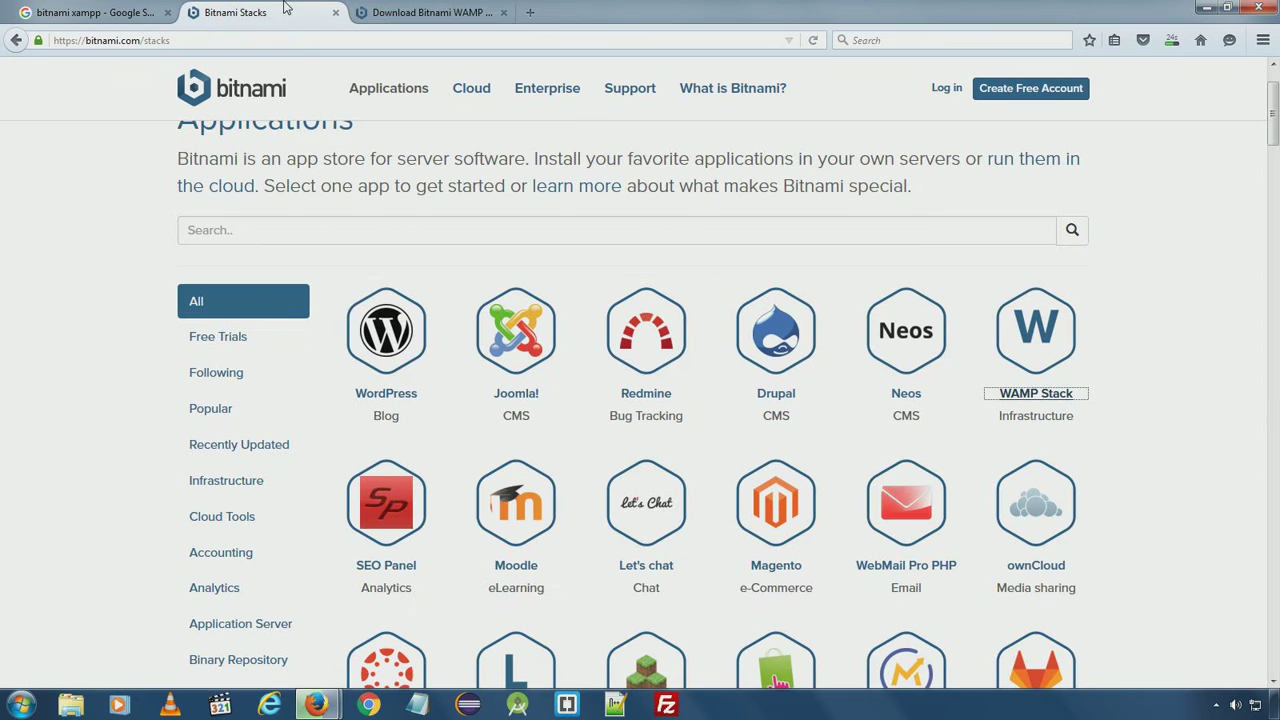 bitnami xampp - Google S...
Bitnami Stacks
Download Bitnami WAMP ...
https://bitnami.com/stacks
Search
24s
bitnami
Applications
Cloud
Enterprise
Support
What is Bitnami?
Log in
Create Free Account
Applications
Bitnami is an app store for server software. Install your favorite applications in your own servers or run them in
the cloud. Select one app to get started or learn more about what makes Bitnami special.
Search..
All
Free Trials
Following
Popular
Recently Updated
Infrastructure
Cloud Tools
Accounting
Analytics
Application Server
Binary Repository
Neos
W
WordPress
Joomla!
Redmine
Drupal
Neos
WAMP Stack
Blog
CMS
Bug Tracking
CMS
CMS
Infrastructure
SP
m
let's Chat
SEO Panel
Moodle
Let's chat
Magento
WebMail Pro PHP
ownCloud
Analytics
eLearning
Chat
e-Commerce
Email
Media sharing
L
321